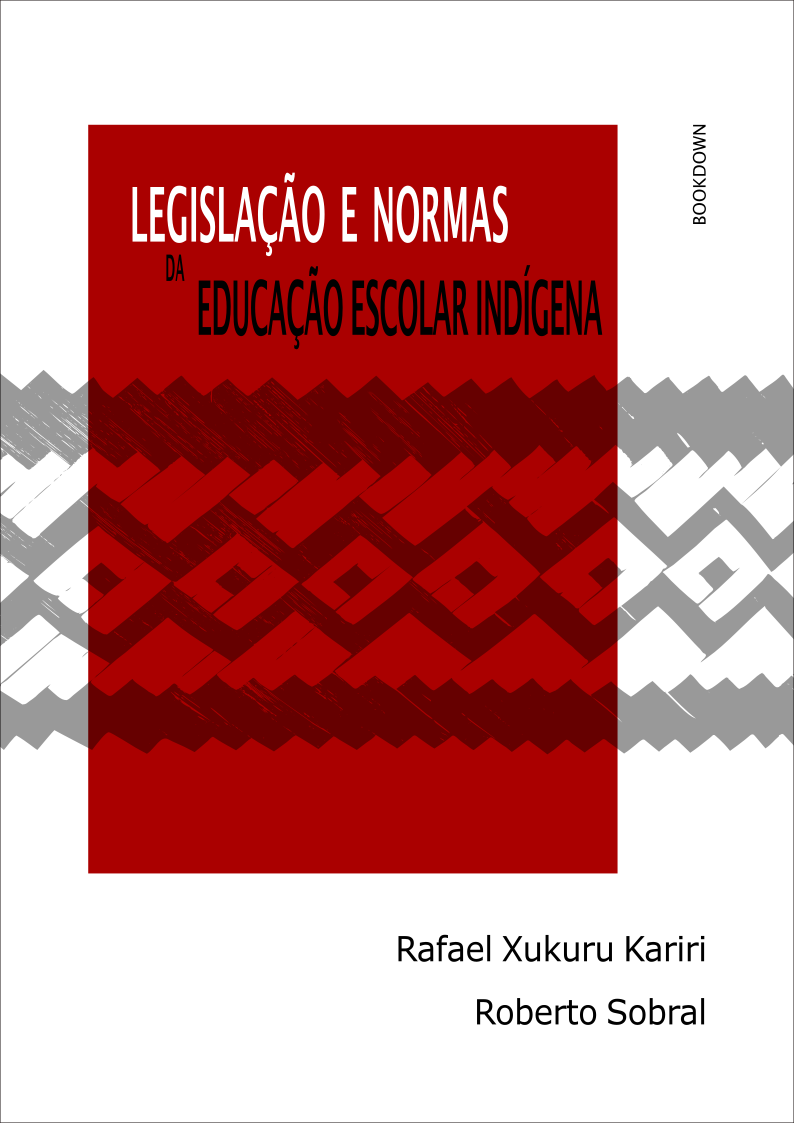 BOOKDOWN
LEGISLAÇÃO E NORMAS
DA
EDUCAÇÃO ESCOLAR INDÍGENA
Rafael Xukuru Kariri
Roberto Sobral